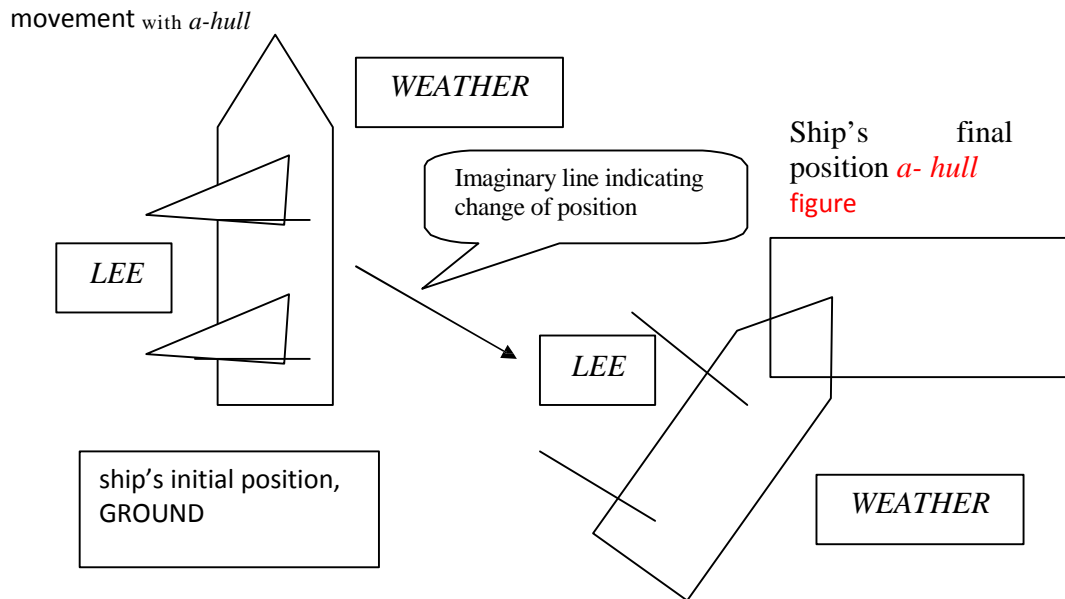 movement with a-hull
WEATHER
Ship's final
position a- hull
figure
Imaginary line indicating
change of position
LEE
LEE
ship's initial position,
GROUND
WEATHER